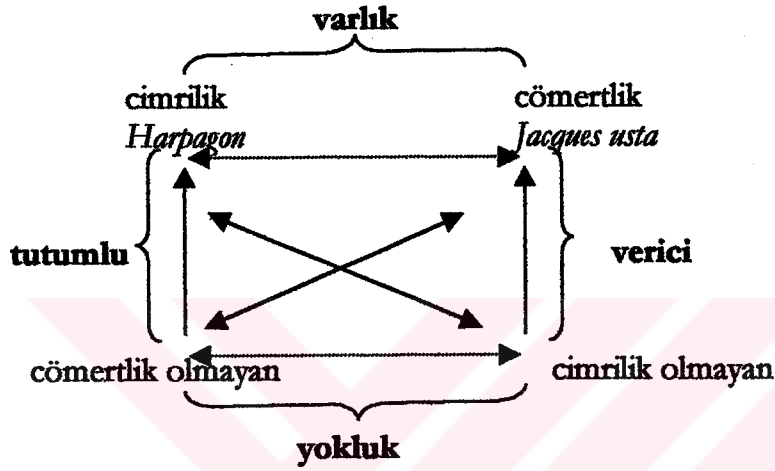 varlık
cimrilik cömertlik
Harpagon Jacques usta
tutumlu verici
cömertlik olmayan cimrilik olmayan
yokluk